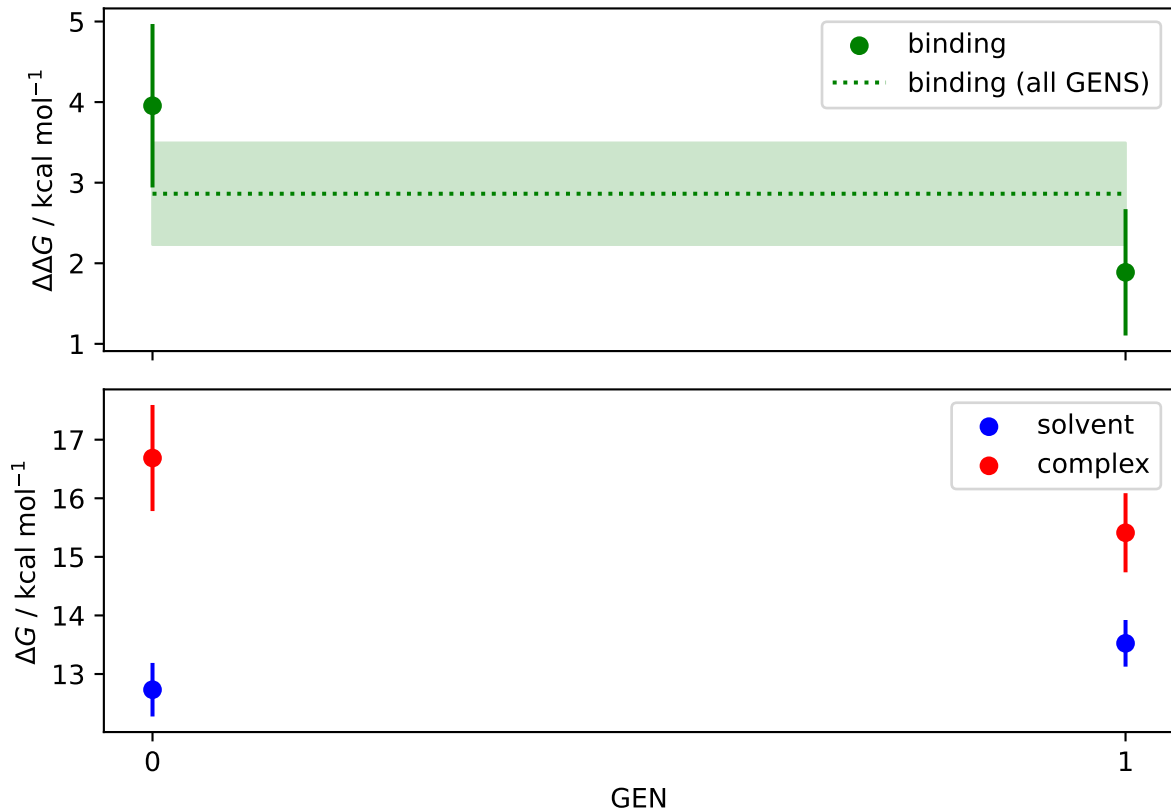 5
4
3
2
1
ΔΔG / kcal mol⁻¹
binding
binding (all GENS)
17
16
15
14
13
ΔG / kcal mol⁻¹
solvent
complex
0
1
GEN